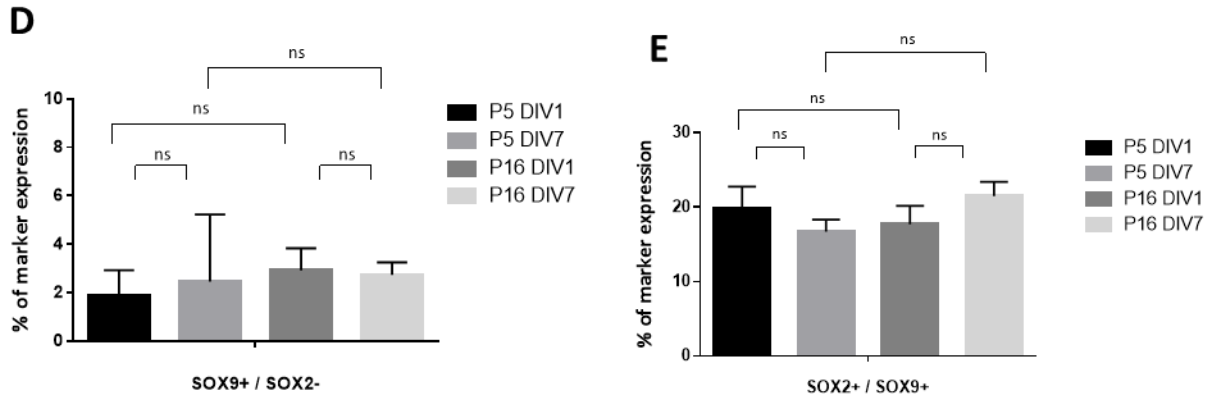 D
ns
ns
ns
ns
10
8
6
4
2
0
% of marker expression
SOX9+ / SOX2-
P5 DIV1
P5 DIV7
P16 DIV1
P16 DIV7
E
ns
ns
ns
ns
30
20
10
0
% of marker expression
SOX2+ / SOX9+
P5 DIV1
P5 DIV7
P16 DIV1
P16 DIV7